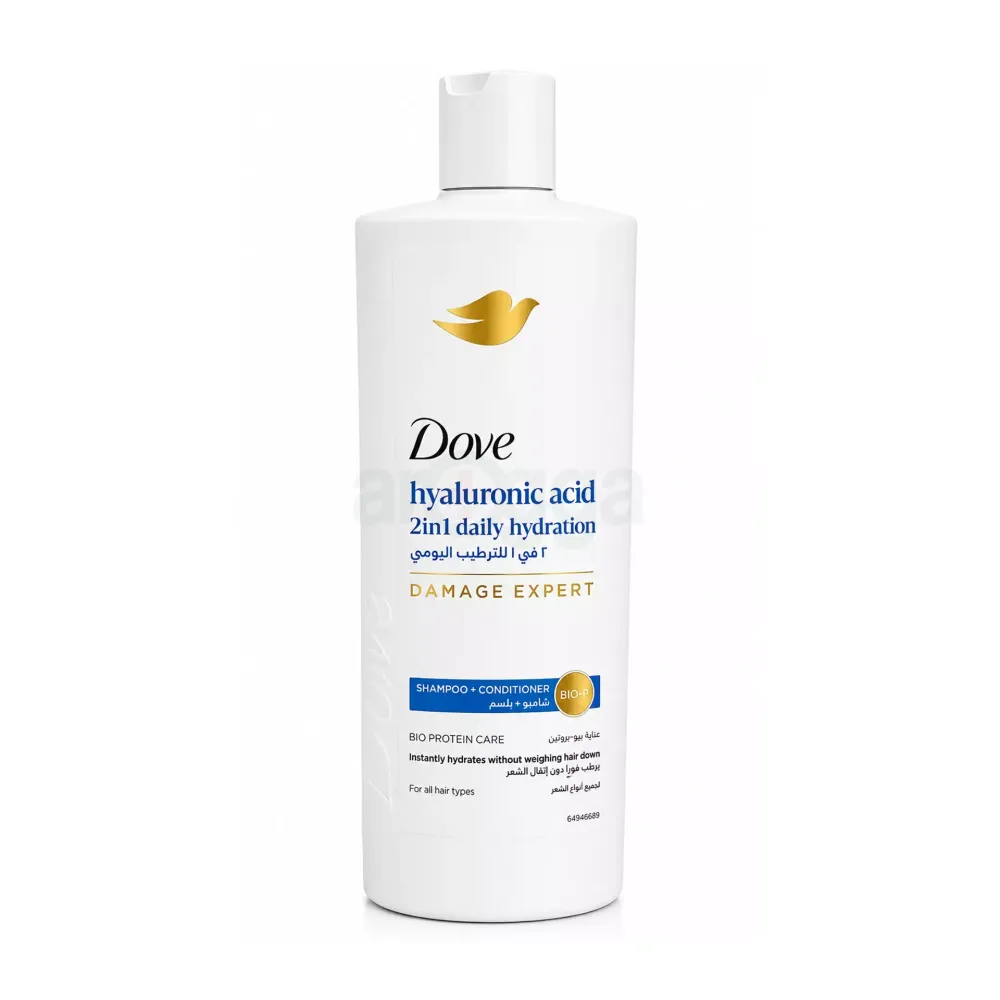 Dove
hyaluronic acid
2in1 daily hydration
٢ في ١ للترطيب اليومي
DAMAGE EXPERT
SHAMPOO + CONDITIONER
شامبو + بلسم
BIO-P
BIO PROTEIN CARE
عناية بيو-بروتين
Instantly hydrates without weighing hair down
يرطب فوراً دون إثقال الشعر
For all hair types
لجميع أنواع الشعر
64946689
Dove